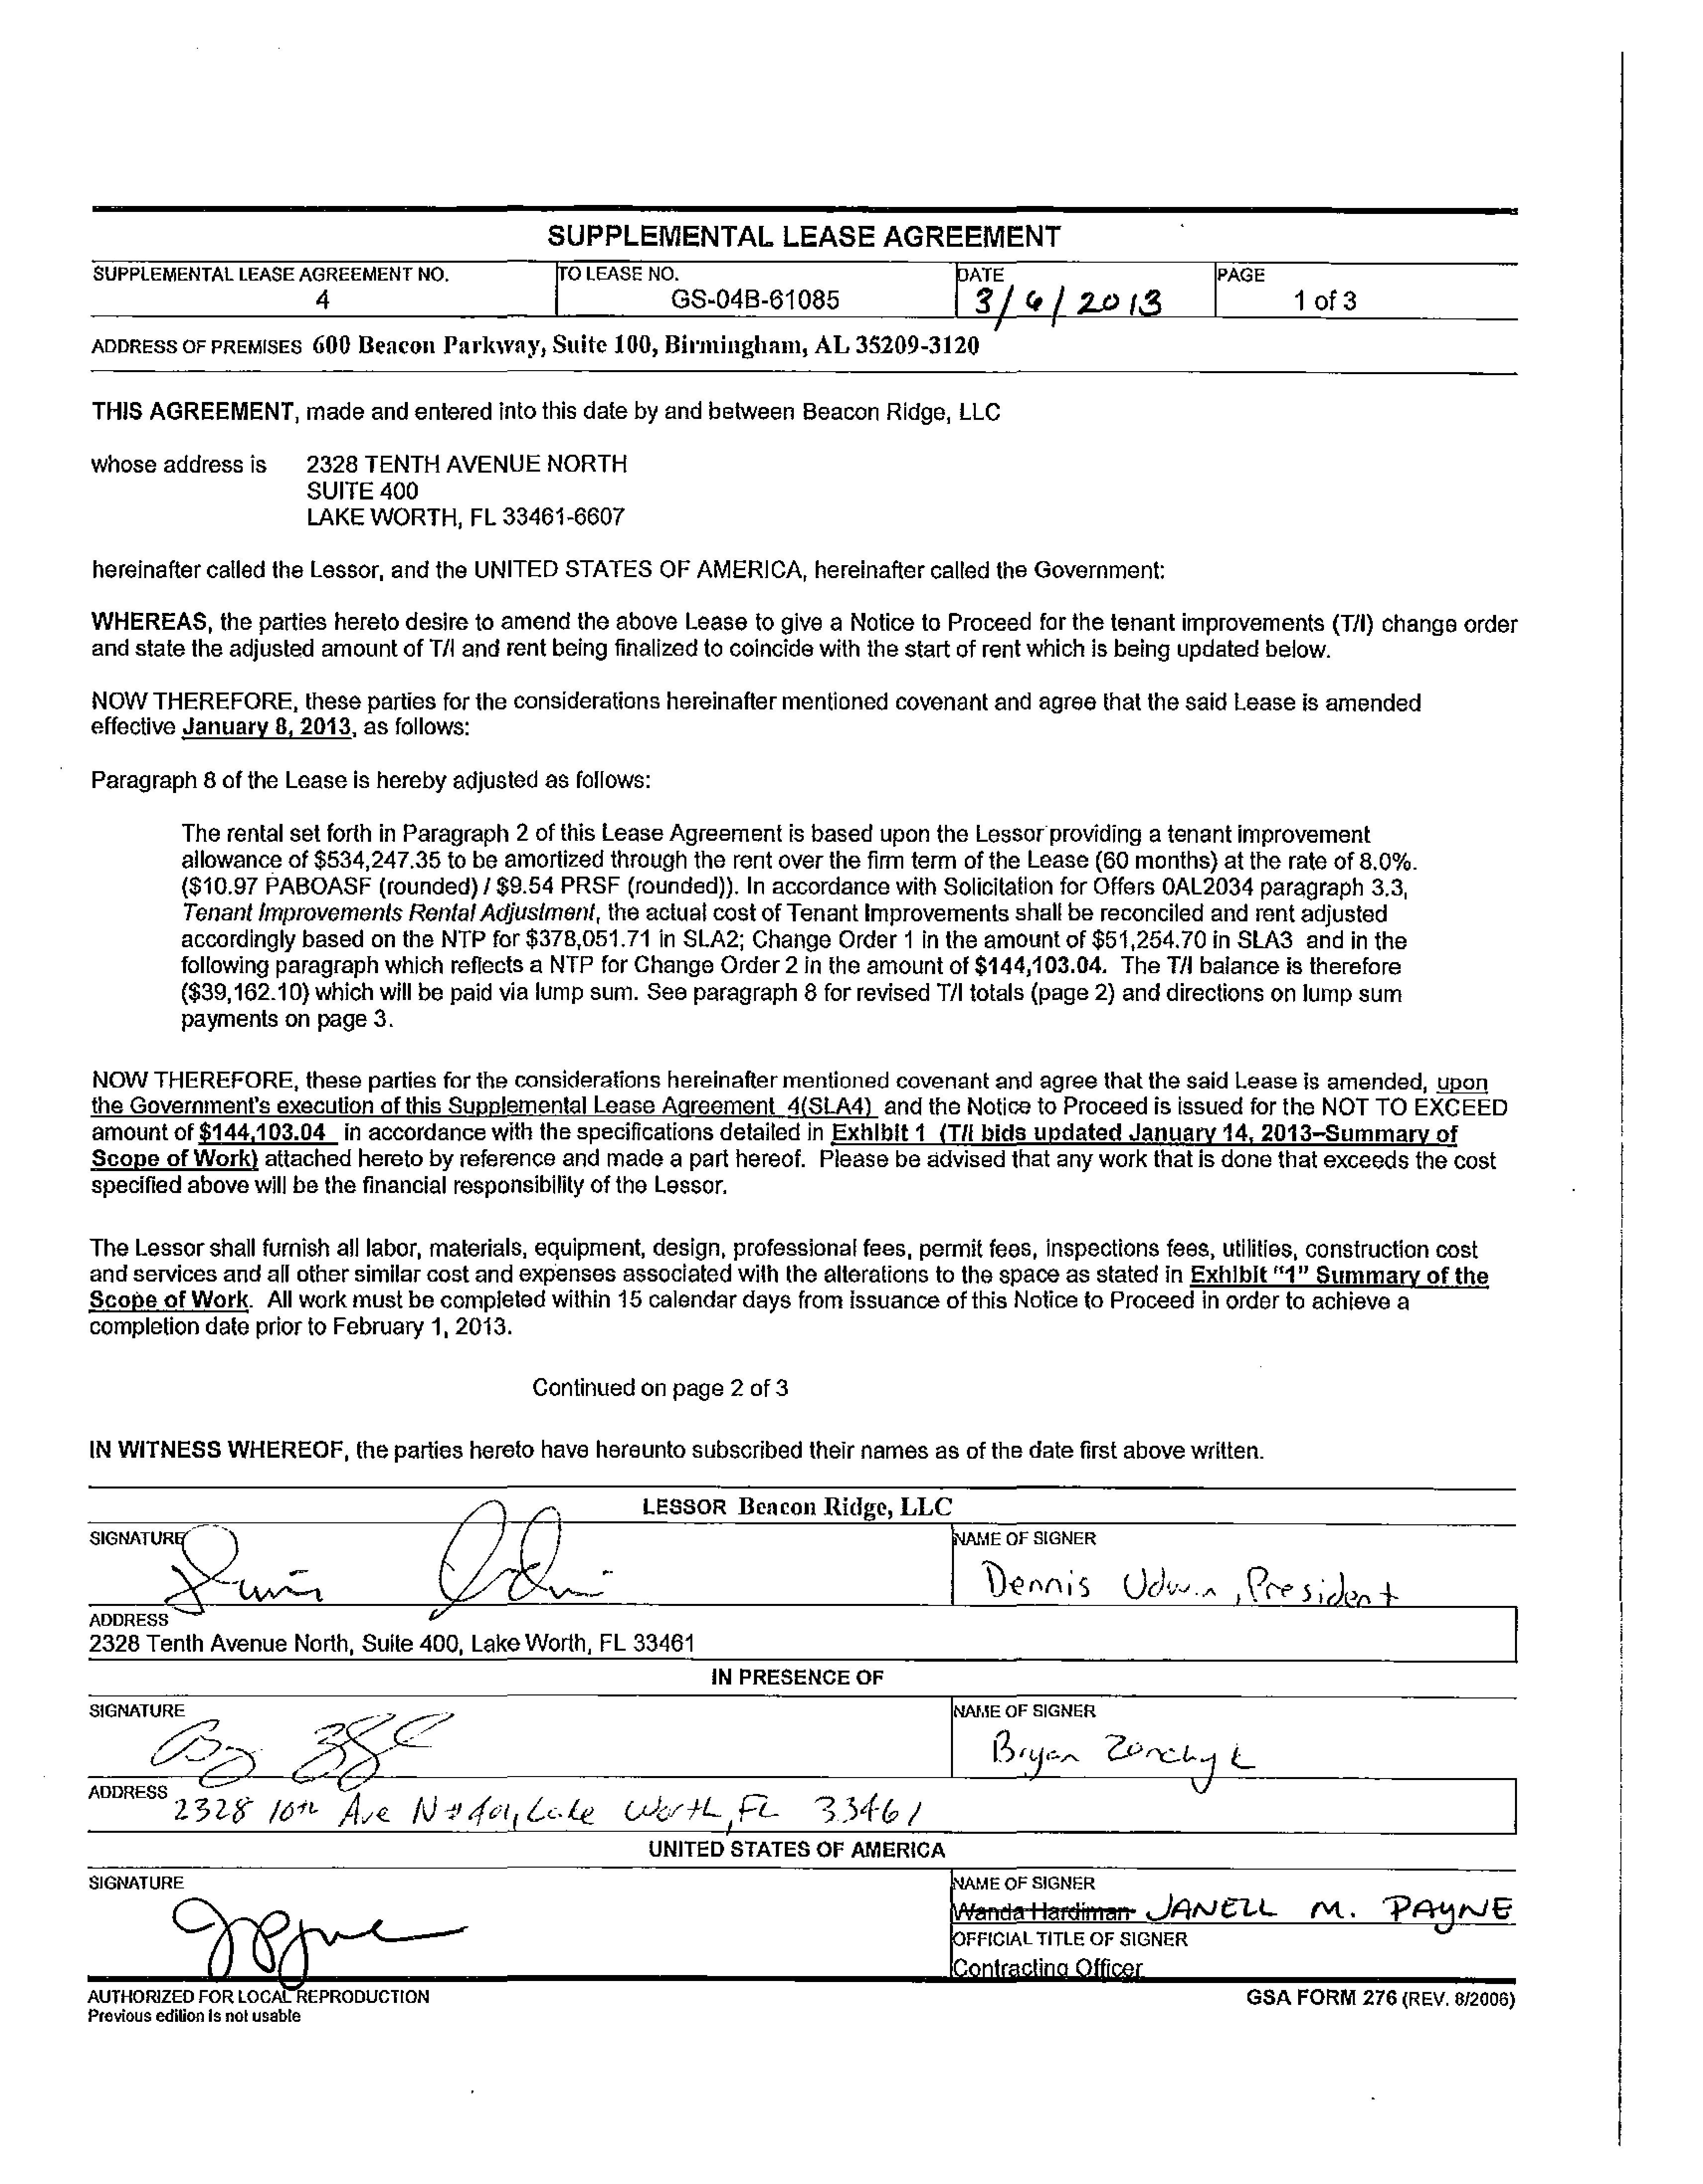 SUPPLEMENTAL LEASE AGREEMENT
SUPPLEMENTAL LEASE AGREEMENT NO. TO LEASE NO. DATE PAGE
4 GS-04B-61085 3/6/2013 1 of 3
ADDRESS OF PREMISES 600 Beacon Parkway, Suite 100, Birmingham, AL 35209-3120
THIS AGREEMENT, made and entered into this date by and between Beacon Ridge, LLC
whose address is 2328 TENTH AVENUE NORTH
SUITE 400
LAKE WORTH, FL 33461-6607
hereinafter called the Lessor, and the UNITED STATES OF AMERICA, hereinafter called the Government:
WHEREAS, the parties hereto desire to amend the above Lease to give a Notice to Proceed for the tenant improvements (T/I) change order
and state the adjusted amount of T/I and rent being finalized to coincide with the start of rent which is being updated below.
NOW THEREFORE, these parties for the considerations hereinafter mentioned covenant and agree that the said Lease is amended
effective January 8, 2013, as follows:
Paragraph 8 of the Lease is hereby adjusted as follows:
The rental set forth in Paragraph 2 of this Lease Agreement is based upon the Lessor providing a tenant improvement
allowance of $534,247.35 to be amortized through the rent over the firm term of the Lease (60 months) at the rate of 8.0%.
($10.97 PABOASF (rounded) / $9.54 PRSF (rounded)). In accordance with Solicitation for Offers 0AL2034 paragraph 3.3,
Tenant Improvements Rental Adjustment, the actual cost of Tenant Improvements shall be reconciled and rent adjusted
accordingly based on the NTP for $378,051.71 in SLA2; Change Order 1 in the amount of $51,254.70 in SLA3 and in the
following paragraph which reflects a NTP for Change Order 2 in the amount of $144,103.04. The T/I balance is therefore
($39,162.10) which will be paid via lump sum. See paragraph 8 for revised T/I totals (page 2) and directions on lump sum
payments on page 3.
NOW THEREFORE, these parties for the considerations hereinafter mentioned covenant and agree that the said Lease is amended, upon
the Government's execution of this Supplemental Lease Agreement 4(SLA4) and the Notice to Proceed is issued for the NOT TO EXCEED
amount of $144,103.04 in accordance with the specifications detailed in Exhibit 1 (T/I bids updated January 14, 2013–Summary of
Scope of Work) attached hereto by reference and made a part hereof. Please be advised that any work that is done that exceeds the cost
specified above will be the financial responsibility of the Lessor.
The Lessor shall furnish all labor, materials, equipment, design, professional fees, permit fees, inspections fees, utilities, construction cost
and services and all other similar cost and expenses associated with the alterations to the space as stated in Exhibit "1" Summary of the
Scope of Work. All work must be completed within 15 calendar days from issuance of this Notice to Proceed in order to achieve a
completion date prior to February 1, 2013.
Continued on page 2 of 3
IN WITNESS WHEREOF, the parties hereto have hereunto subscribed their names as of the date first above written.
LESSOR Beacon Ridge, LLC
SIGNATURE NAME OF SIGNER
Dennis Udwin, President
ADDRESS
2328 Tenth Avenue North, Suite 400, Lake Worth, FL 33461
IN PRESENCE OF
SIGNATURE NAME OF SIGNER
Bryan
ADDRESS 2328 10th Ave N #401, Lake Worth, FL 33461
UNITED STATES OF AMERICA
SIGNATURE NAME OF SIGNER
Wanda Hardiman JANELL M. PAYNE
OFFICIAL TITLE OF SIGNER
Contracting Officer
AUTHORIZED FOR LOCAL REPRODUCTION GSA FORM 276 (REV. 8/2006)
Previous edition is not usable